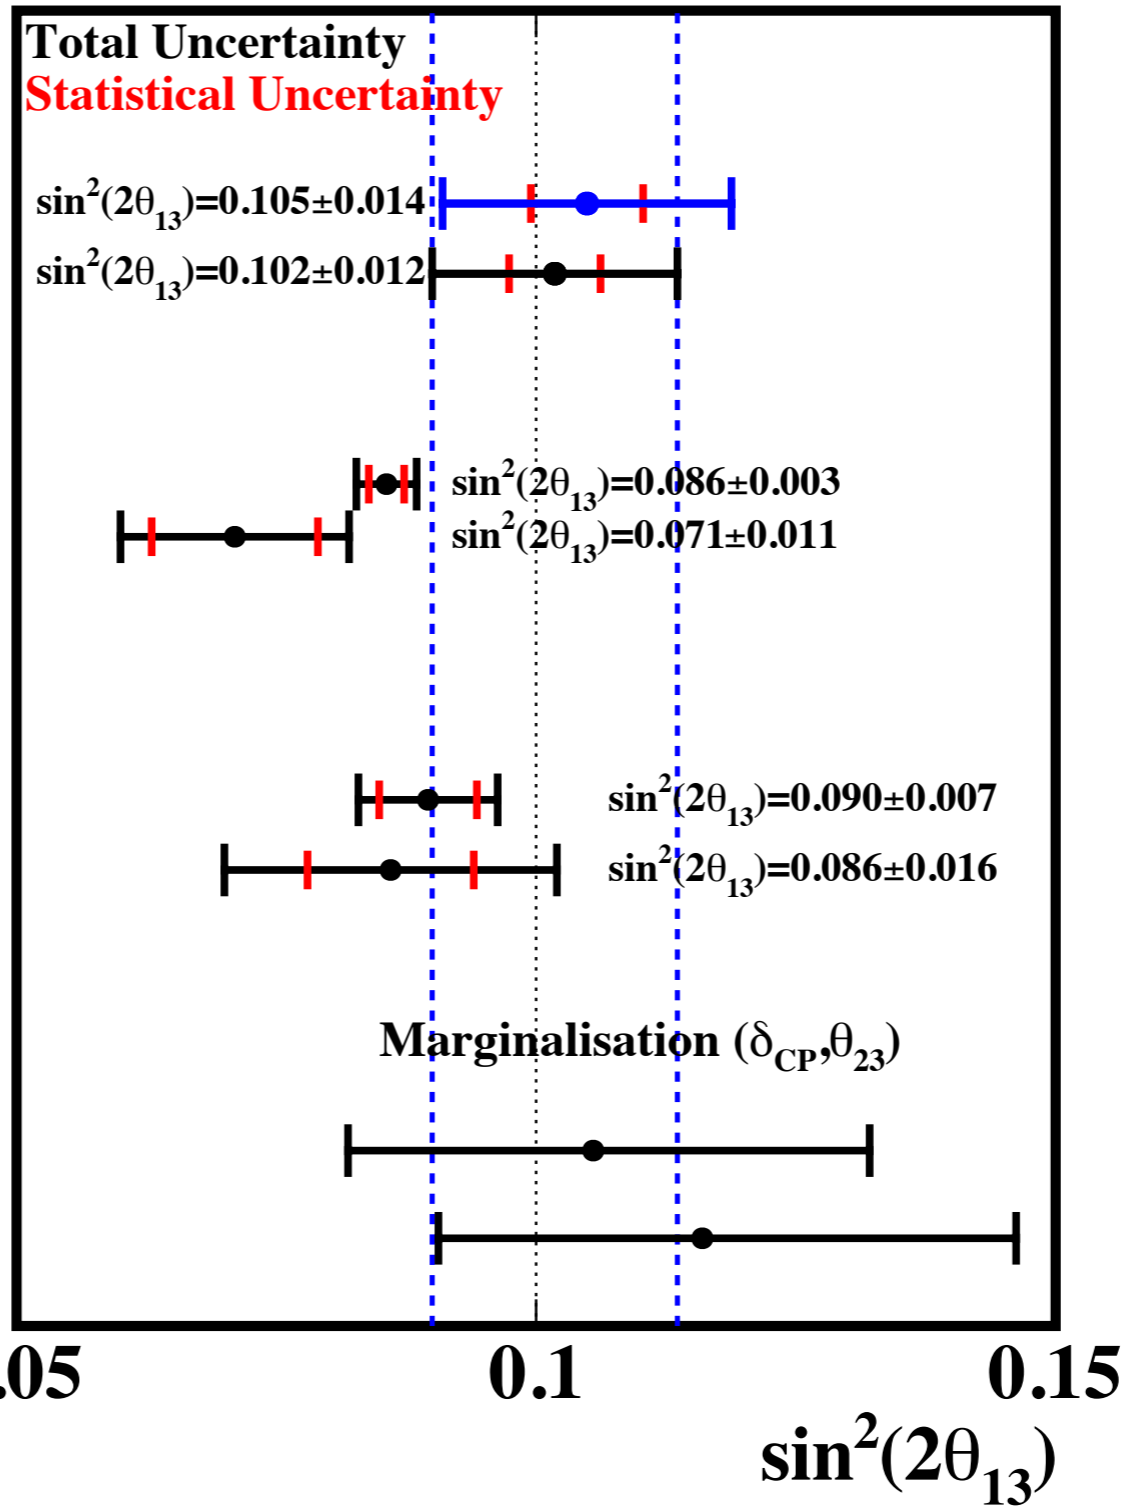 Total Uncertainty
Statistical Uncertainty
sin²(2θ₁₃)=0.105±0.014
sin²(2θ₁₃)=0.102±0.012
sin²(2θ₁₃)=0.086±0.003
sin²(2θ₁₃)=0.071±0.011
sin²(2θ₁₃)=0.090±0.007
sin²(2θ₁₃)=0.086±0.016
Marginalisation (δ_CP,θ₂₃)
.05 0.1 0.15
sin²(2θ₁₃)